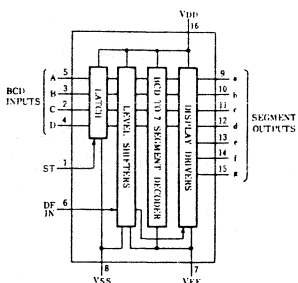 VDD
16
BCD
INPUTS
A 5
B 3
C 2
D 4
ST 1
DF
IN 6
LATCH
LEVEL SHIFTERS
BCD TO 7 SEGMENT DECODER
DISPLAY DRIVERS
9 a
10 b
11 c
12 d
13 e
14 f
15 g
SEGMENT
OUTPUTS
8
VSS
7
VEE